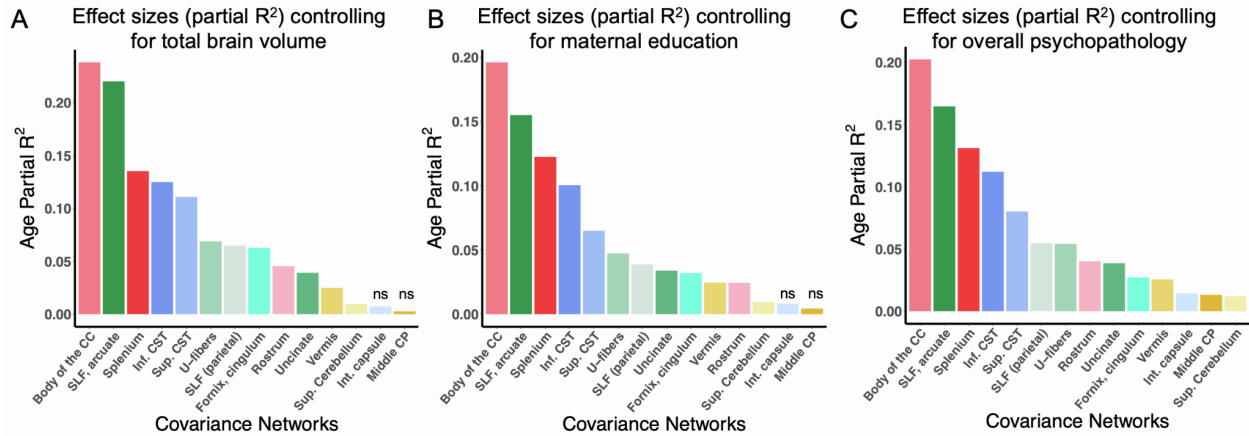 A
Effect sizes (partial R²) controlling
for total brain volume
Age Partial R²
0.20
0.15
0.10
0.05
0.00
ns
ns
Body of the CC
SLF, arcuate
Splenium
Inf. CST
Sup. CST
U-fibers
SLF (parietal)
Fornix, cingulum
Rostrum
Uncinate
Vermis
Sup. Cerebellum
Int. capsule
Middle CP
Covariance Networks
B
Effect sizes (partial R²) controlling
for maternal education
Age Partial R²
0.20
0.15
0.10
0.05
0.00
ns
ns
Body of the CC
SLF, arcuate
Splenium
Inf. CST
Sup. CST
U-fibers
SLF (parietal)
Uncinate
Fornix, cingulum
Vermis
Rostrum
Sup. Cerebellum
Int. capsule
Middle CP
Covariance Networks
C
Effect sizes (partial R²) controlling
for overall psychopathology
Age Partial R²
0.20
0.15
0.10
0.05
0.00
Body of the CC
SLF, arcuate
Splenium
Inf. CST
Sup. CST
SLF (parietal)
U-fibers
Rostrum
Uncinate
Fornix, cingulum
Vermis
Int. capsule
Middle CP
Sup. Cerebellum
Covariance Networks